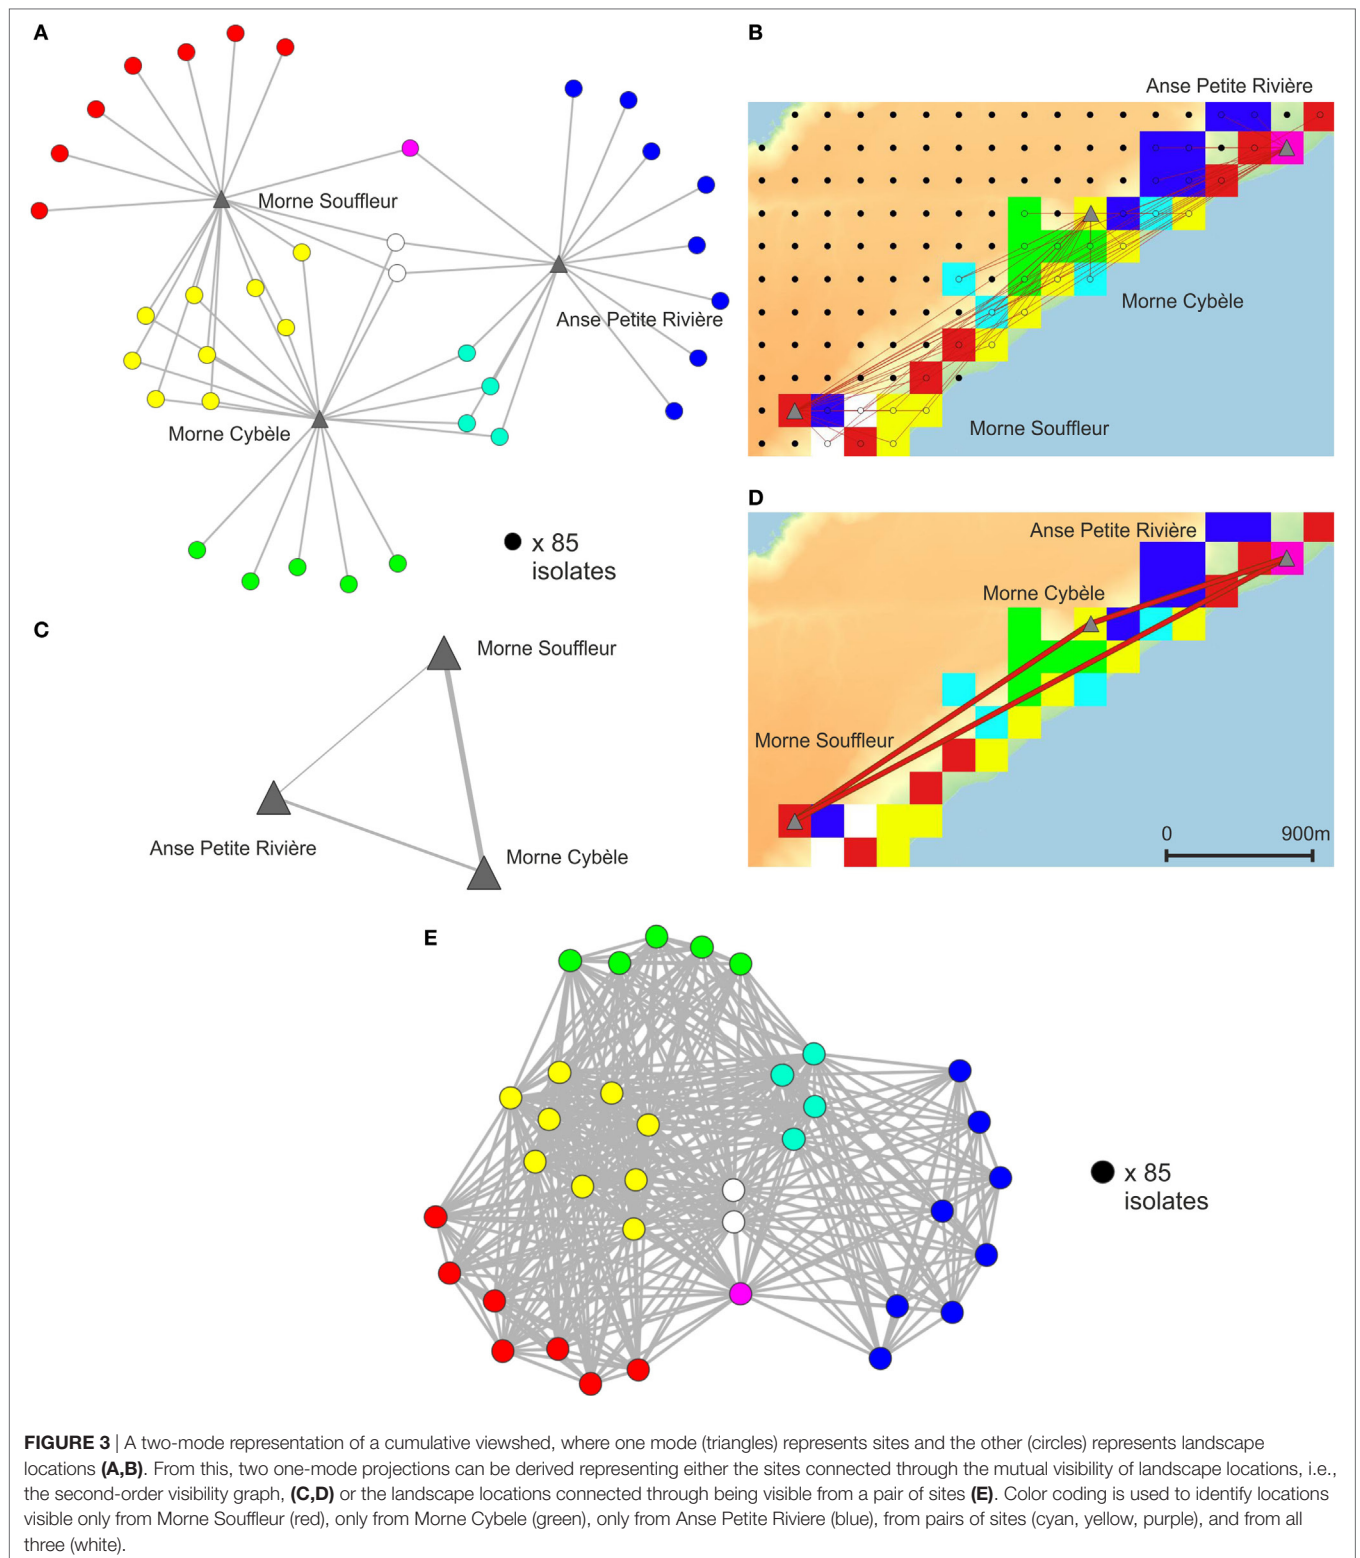 A
Morne Souffleur
Anse Petite Rivière
Morne Cybèle
x 85
isolates
B
Anse Petite Rivière
Morne Cybèle
Morne Souffleur
C
Morne Souffleur
Anse Petite Rivière
Morne Cybèle
D
Anse Petite Rivière
Morne Cybèle
Morne Souffleur
0 900m
E
x 85
isolates
FIGURE 3 | A two-mode representation of a cumulative viewshed, where one mode (triangles) represents sites and the other (circles) represents landscape
locations (A,B). From this, two one-mode projections can be derived representing either the sites connected through the mutual visibility of landscape locations, i.e.,
the second-order visibility graph, (C,D) or the landscape locations connected through being visible from a pair of sites (E). Color coding is used to identify locations
visible only from Morne Souffleur (red), only from Morne Cybele (green), only from Anse Petite Riviere (blue), from pairs of sites (cyan, yellow, purple), and from all
three (white).